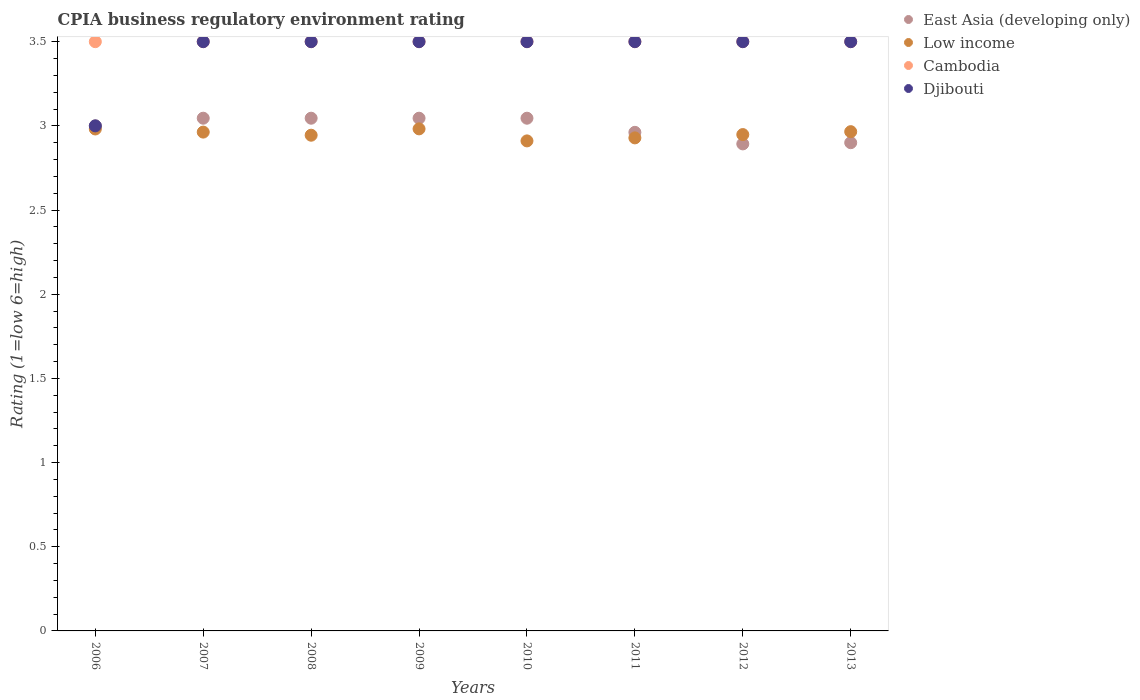 CPIA business regulatory environment rating
East Asia (developing only)
Low income
Cambodia
Djibouti
Rating (1=low 6=high)
3.5
3
2.5
2
1.5
1
0.5
0
2006
2007
2008
2009
2010
2011
2012
2013
Years